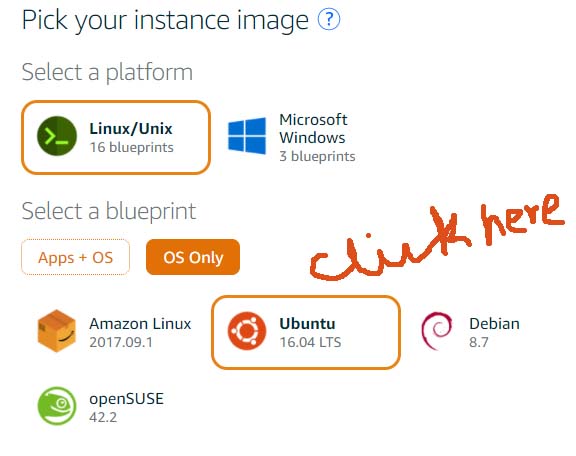 Pick your instance image ?
Select a platform
Linux/Unix
16 blueprints
Microsoft
Windows
3 blueprints
Select a blueprint
click here
Apps + OS
OS Only
Amazon Linux
2017.09.1
Ubuntu
16.04 LTS
Debian
8.7
openSUSE
42.2